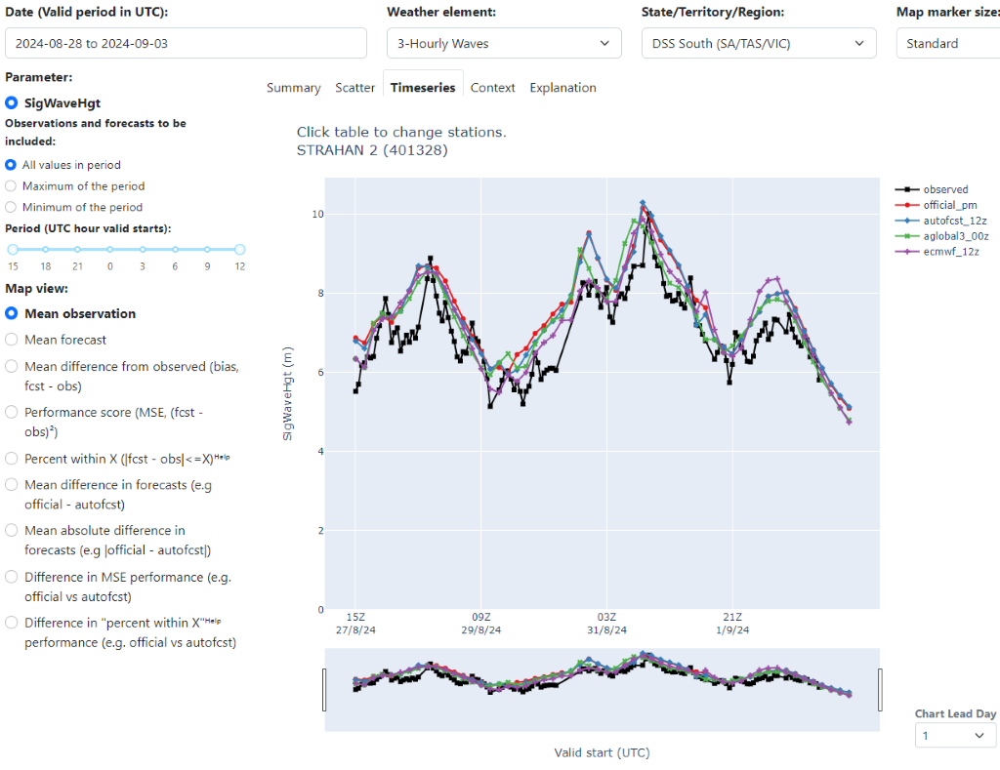 Date (Valid period in UTC):
2024-08-28 to 2024-09-03
Weather element:
3-Hourly Waves
State/Territory/Region:
DSS South (SA/TAS/VIC)
Map marker size:
Standard
Parameter:
SigWaveHgt
Observations and forecasts to be
included:
All values in period
Maximum of the period
Minimum of the period
Period (UTC hour valid starts):
15 18 21 0 3 6 9 12
Map view:
Mean observation
Mean forecast
Mean difference from observed (bias,
fcst - obs)
Performance score (MSE, (fcst -
obs)²)
Percent within X (|fcst - obs|<=X)ᴴᵉˡᵖ
Mean difference in forecasts (e.g
official - autofcst)
Mean absolute difference in
forecasts (e.g |official - autofcst|)
Difference in MSE performance (e.g.
official vs autofcst)
Difference in "percent within X"ᴴᵉˡᵖ
performance (e.g. official vs autofcst)
Summary Scatter Timeseries Context Explanation
Click table to change stations.
STRAHAN 2 (401328)
SigWaveHgt (m)
10
8
6
4
2
0
15Z
27/8/24
09Z
29/8/24
03Z
31/8/24
21Z
1/9/24
Valid start (UTC)
observed
official_pm
autofcst_12z
aglobal3_00z
ecmwf_12z
Chart Lead Day
1